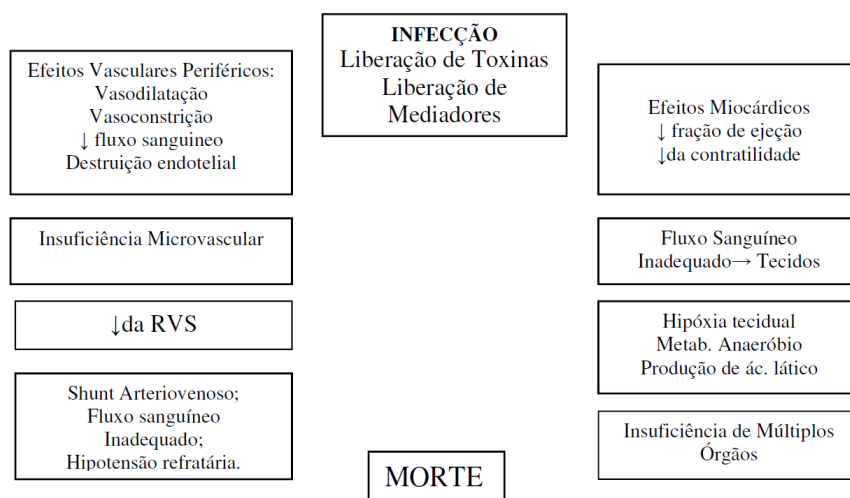 INFECÇÃO
Liberação de Toxinas
Liberação de
Mediadores
Efeitos Vasculares Periféricos:
Vasodilatação
Vasoconstrição
↓ fluxo sanguineo
Destruição endotelial
Insuficiência Microvascular
↓da RVS
Shunt Arteriovenoso;
Fluxo sanguíneo
Inadequado;
Hipotensão refratária.
Efeitos Miocárdicos
↓ fração de ejeção
↓da contratilidade
Fluxo Sanguíneo
Inadequado→ Tecidos
Hipóxia tecidual
Metab. Anaeróbio
Produção de ác. lático
Insuficiência de Múltiplos
Órgãos
MORTE